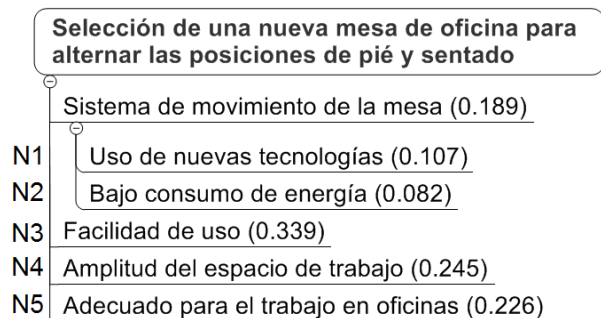 Selección de una nueva mesa de oficina para
alternar las posiciones de pié y sentado
Sistema de movimiento de la mesa (0.189)
N1 Uso de nuevas tecnologías (0.107)
N2 Bajo consumo de energía (0.082)
N3 Facilidad de uso (0.339)
N4 Amplitud del espacio de trabajo (0.245)
N5 Adecuado para el trabajo en oficinas (0.226)